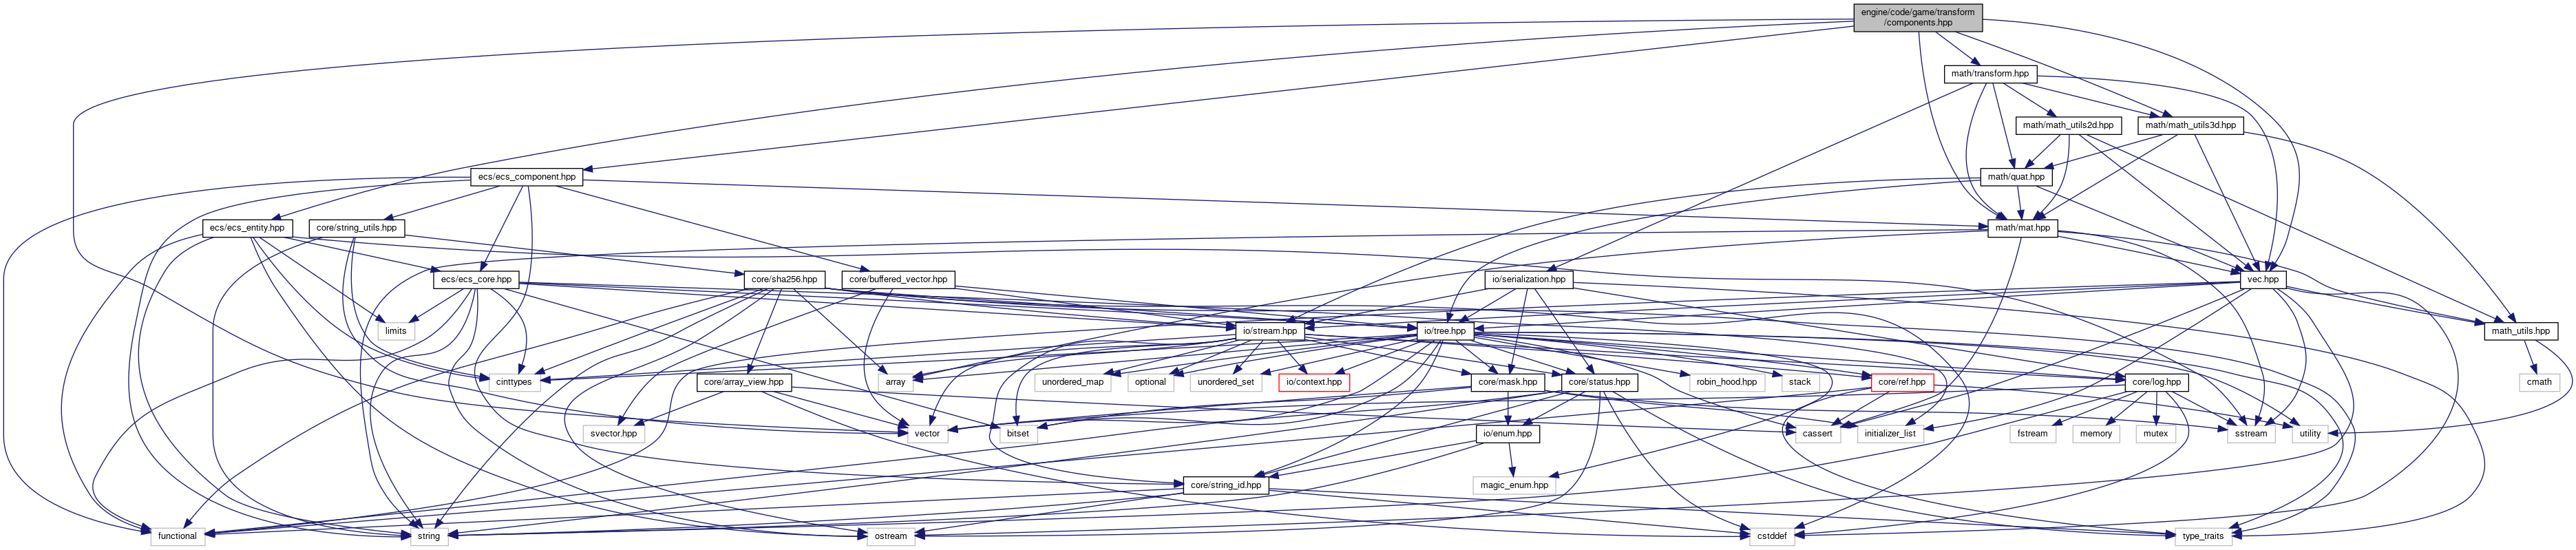 engine/code/game/transform
/components.hpp
math/transform.hpp
math/math_utils2d.hpp
math/math_utils3d.hpp
ecs/ecs_component.hpp
math/quat.hpp
ecs/ecs_entity.hpp
core/string_utils.hpp
math/mat.hpp
ecs/ecs_core.hpp
core/sha256.hpp
core/buffered_vector.hpp
io/serialization.hpp
vec.hpp
limits
io/stream.hpp
io/tree.hpp
math_utils.hpp
cinttypes
core/array_view.hpp
array
unordered_map
optional
unordered_set
io/context.hpp
core/mask.hpp
core/status.hpp
robin_hood.hpp
stack
core/ref.hpp
core/log.hpp
cmath
svector.hpp
vector
bitset
io/enum.hpp
cassert
initializer_list
fstream
memory
mutex
sstream
utility
core/string_id.hpp
magic_enum.hpp
functional
string
ostream
cstddef
type_traits